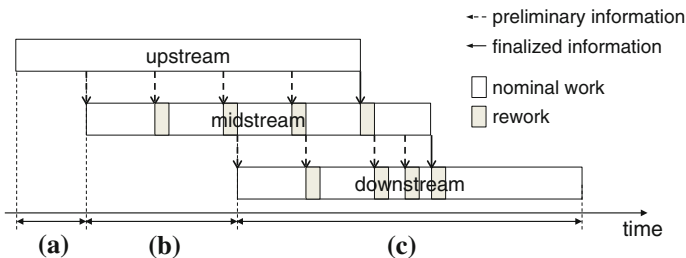 preliminary information
finalized information
nominal work
rework
upstream
midstream
downstream
time
(a) (b) (c)